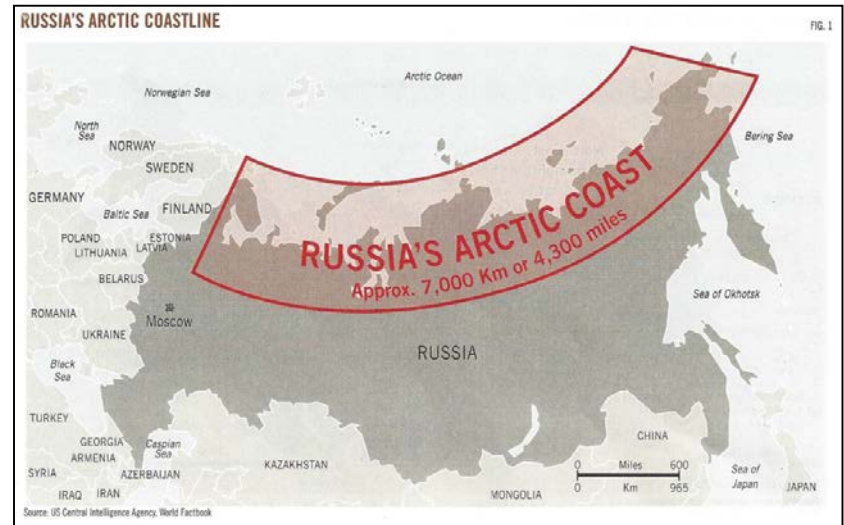 RUSSIA'S ARCTIC COASTLINE
FIG. 1
Arctic Ocean
Norwegian Sea
North
Sea
NORWAY
SWEDEN
Bering Sea
GERMANY
Baltic Sea
FINLAND
POLAND
ESTONIA
LITHUANIA
LATVIA
BELARUS
RUSSIA'S ARCTIC COAST
Approx. 7,000 Km or 4,300 miles
Sea of Okhotsk
ROMANIA
Moscow
UKRAINE
RUSSIA
Black
Sea
TURKEY
GEORGIA
Caspian
Sea
ARMENIA
KAZAKHSTAN
CHINA
SYRIA
AZERBAIJAN
0 Miles 600
0 Km 965
Sea of
Japan
JAPAN
IRAQ
IRAN
MONGOLIA
Source: US Central Intelligence Agency, World Factbook